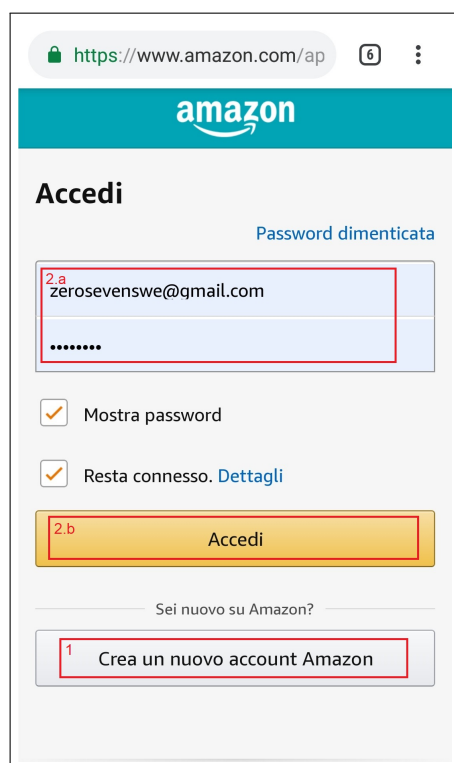 https://www.amazon.com/ap
6
amazon
Accedi
Password dimenticata
2.a
zerosevenswe@gmail.com
••••••••
Mostra password
Resta connesso. Dettagli
2.b
Accedi
Sei nuovo su Amazon?
1
Crea un nuovo account Amazon